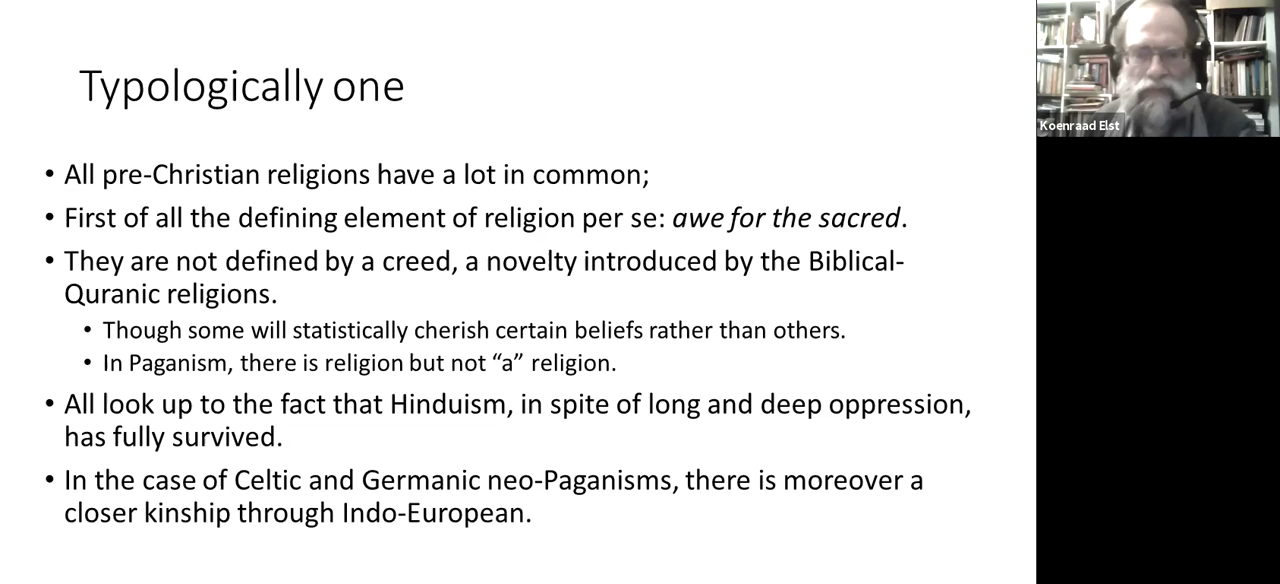 Typologically one
• All pre-Christian religions have a lot in common;
• First of all the defining element of religion per se: awe for the sacred.
• They are not defined by a creed, a novelty introduced by the Biblical-
Quranic religions.
• Though some will statistically cherish certain beliefs rather than others.
• In Paganism, there is religion but not “a” religion.
• All look up to the fact that Hinduism, in spite of long and deep oppression,
has fully survived.
• In the case of Celtic and Germanic neo-Paganisms, there is moreover a
closer kinship through Indo-European.
Koenraad Elst